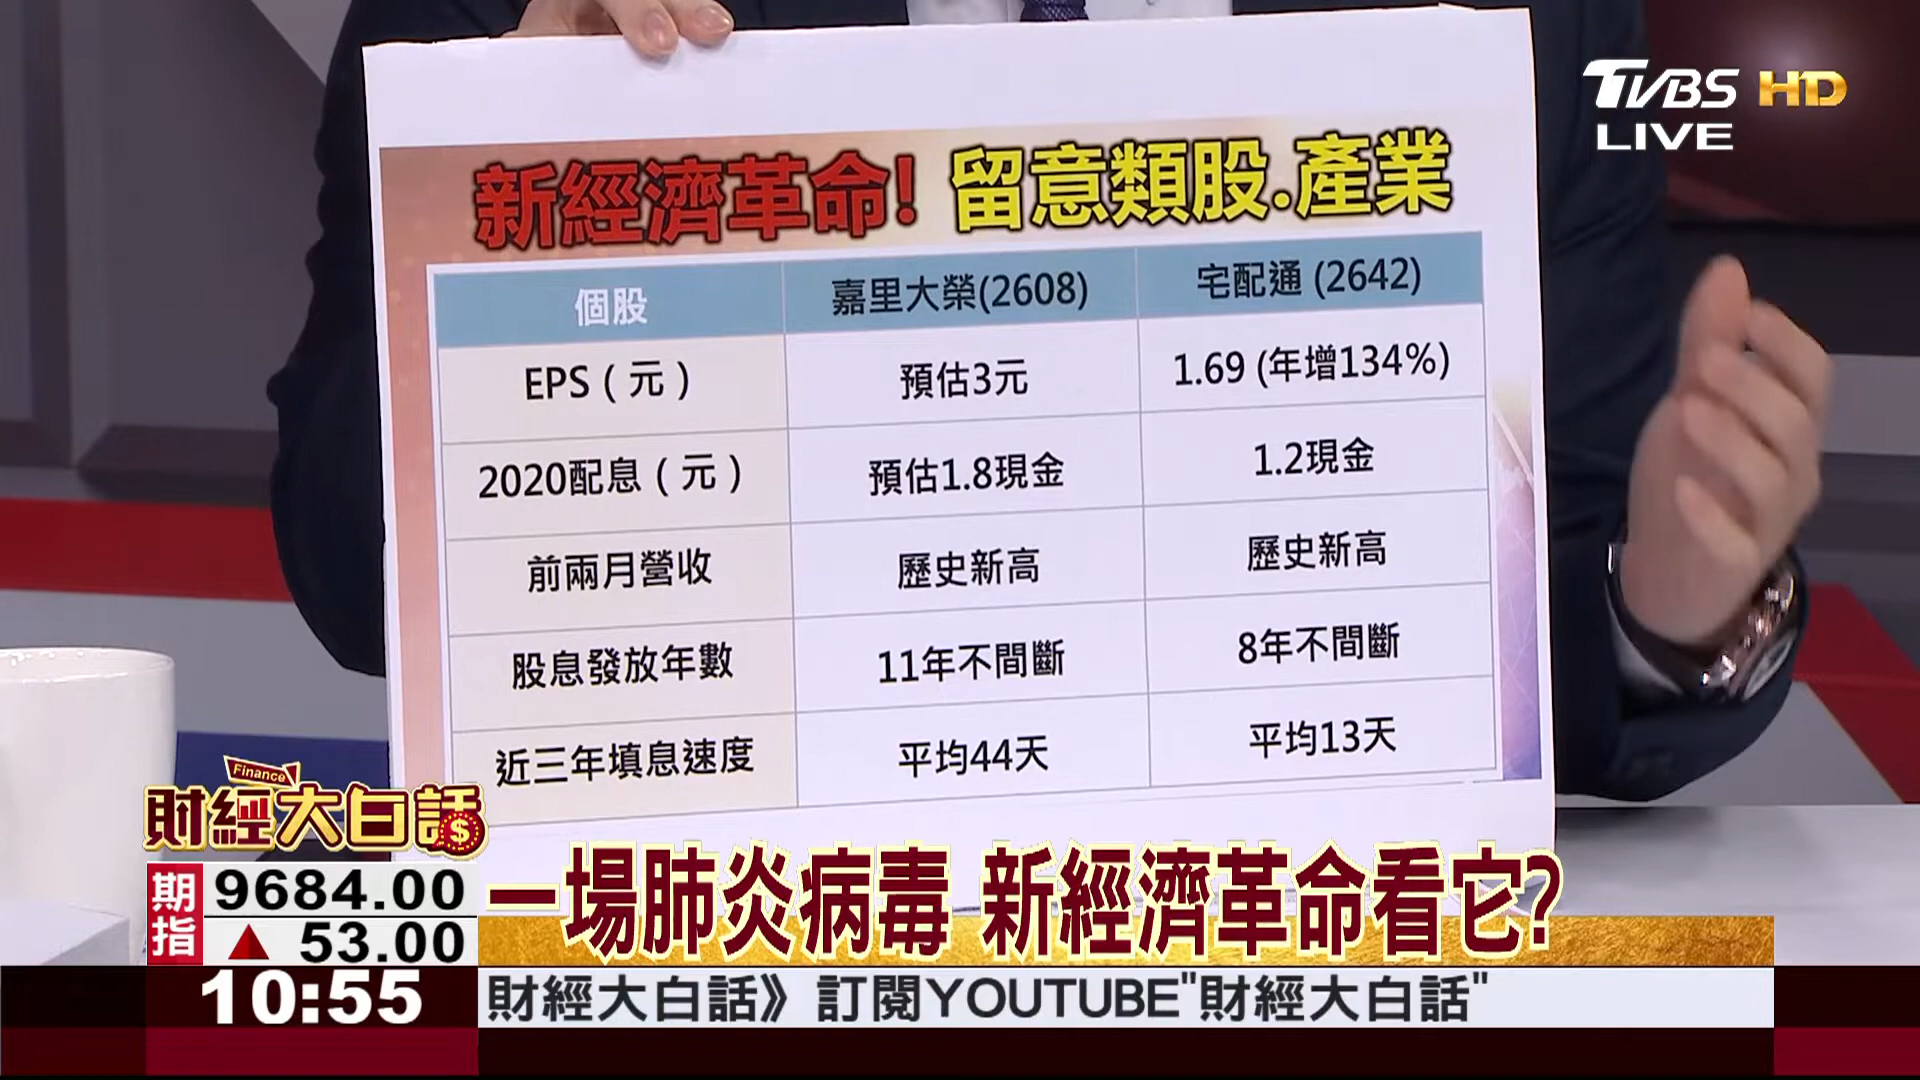 TVBS HD
LIVE
新經濟革命! 留意類股.產業
個股 嘉里大榮(2608) 宅配通 (2642)
EPS（元） 預估3元 1.69 (年增134%)
2020配息（元） 預估1.8現金 1.2現金
前兩月營收 歷史新高 歷史新高
股息發放年數 11年不間斷 8年不間斷
近三年填息速度 平均44天 平均13天
Finance
財經大白話
期指 9684.00
▲ 53.00
一場肺炎病毒 新經濟革命看它?
10:55
財經大白話》訂閱YOUTUBE"財經大白話"